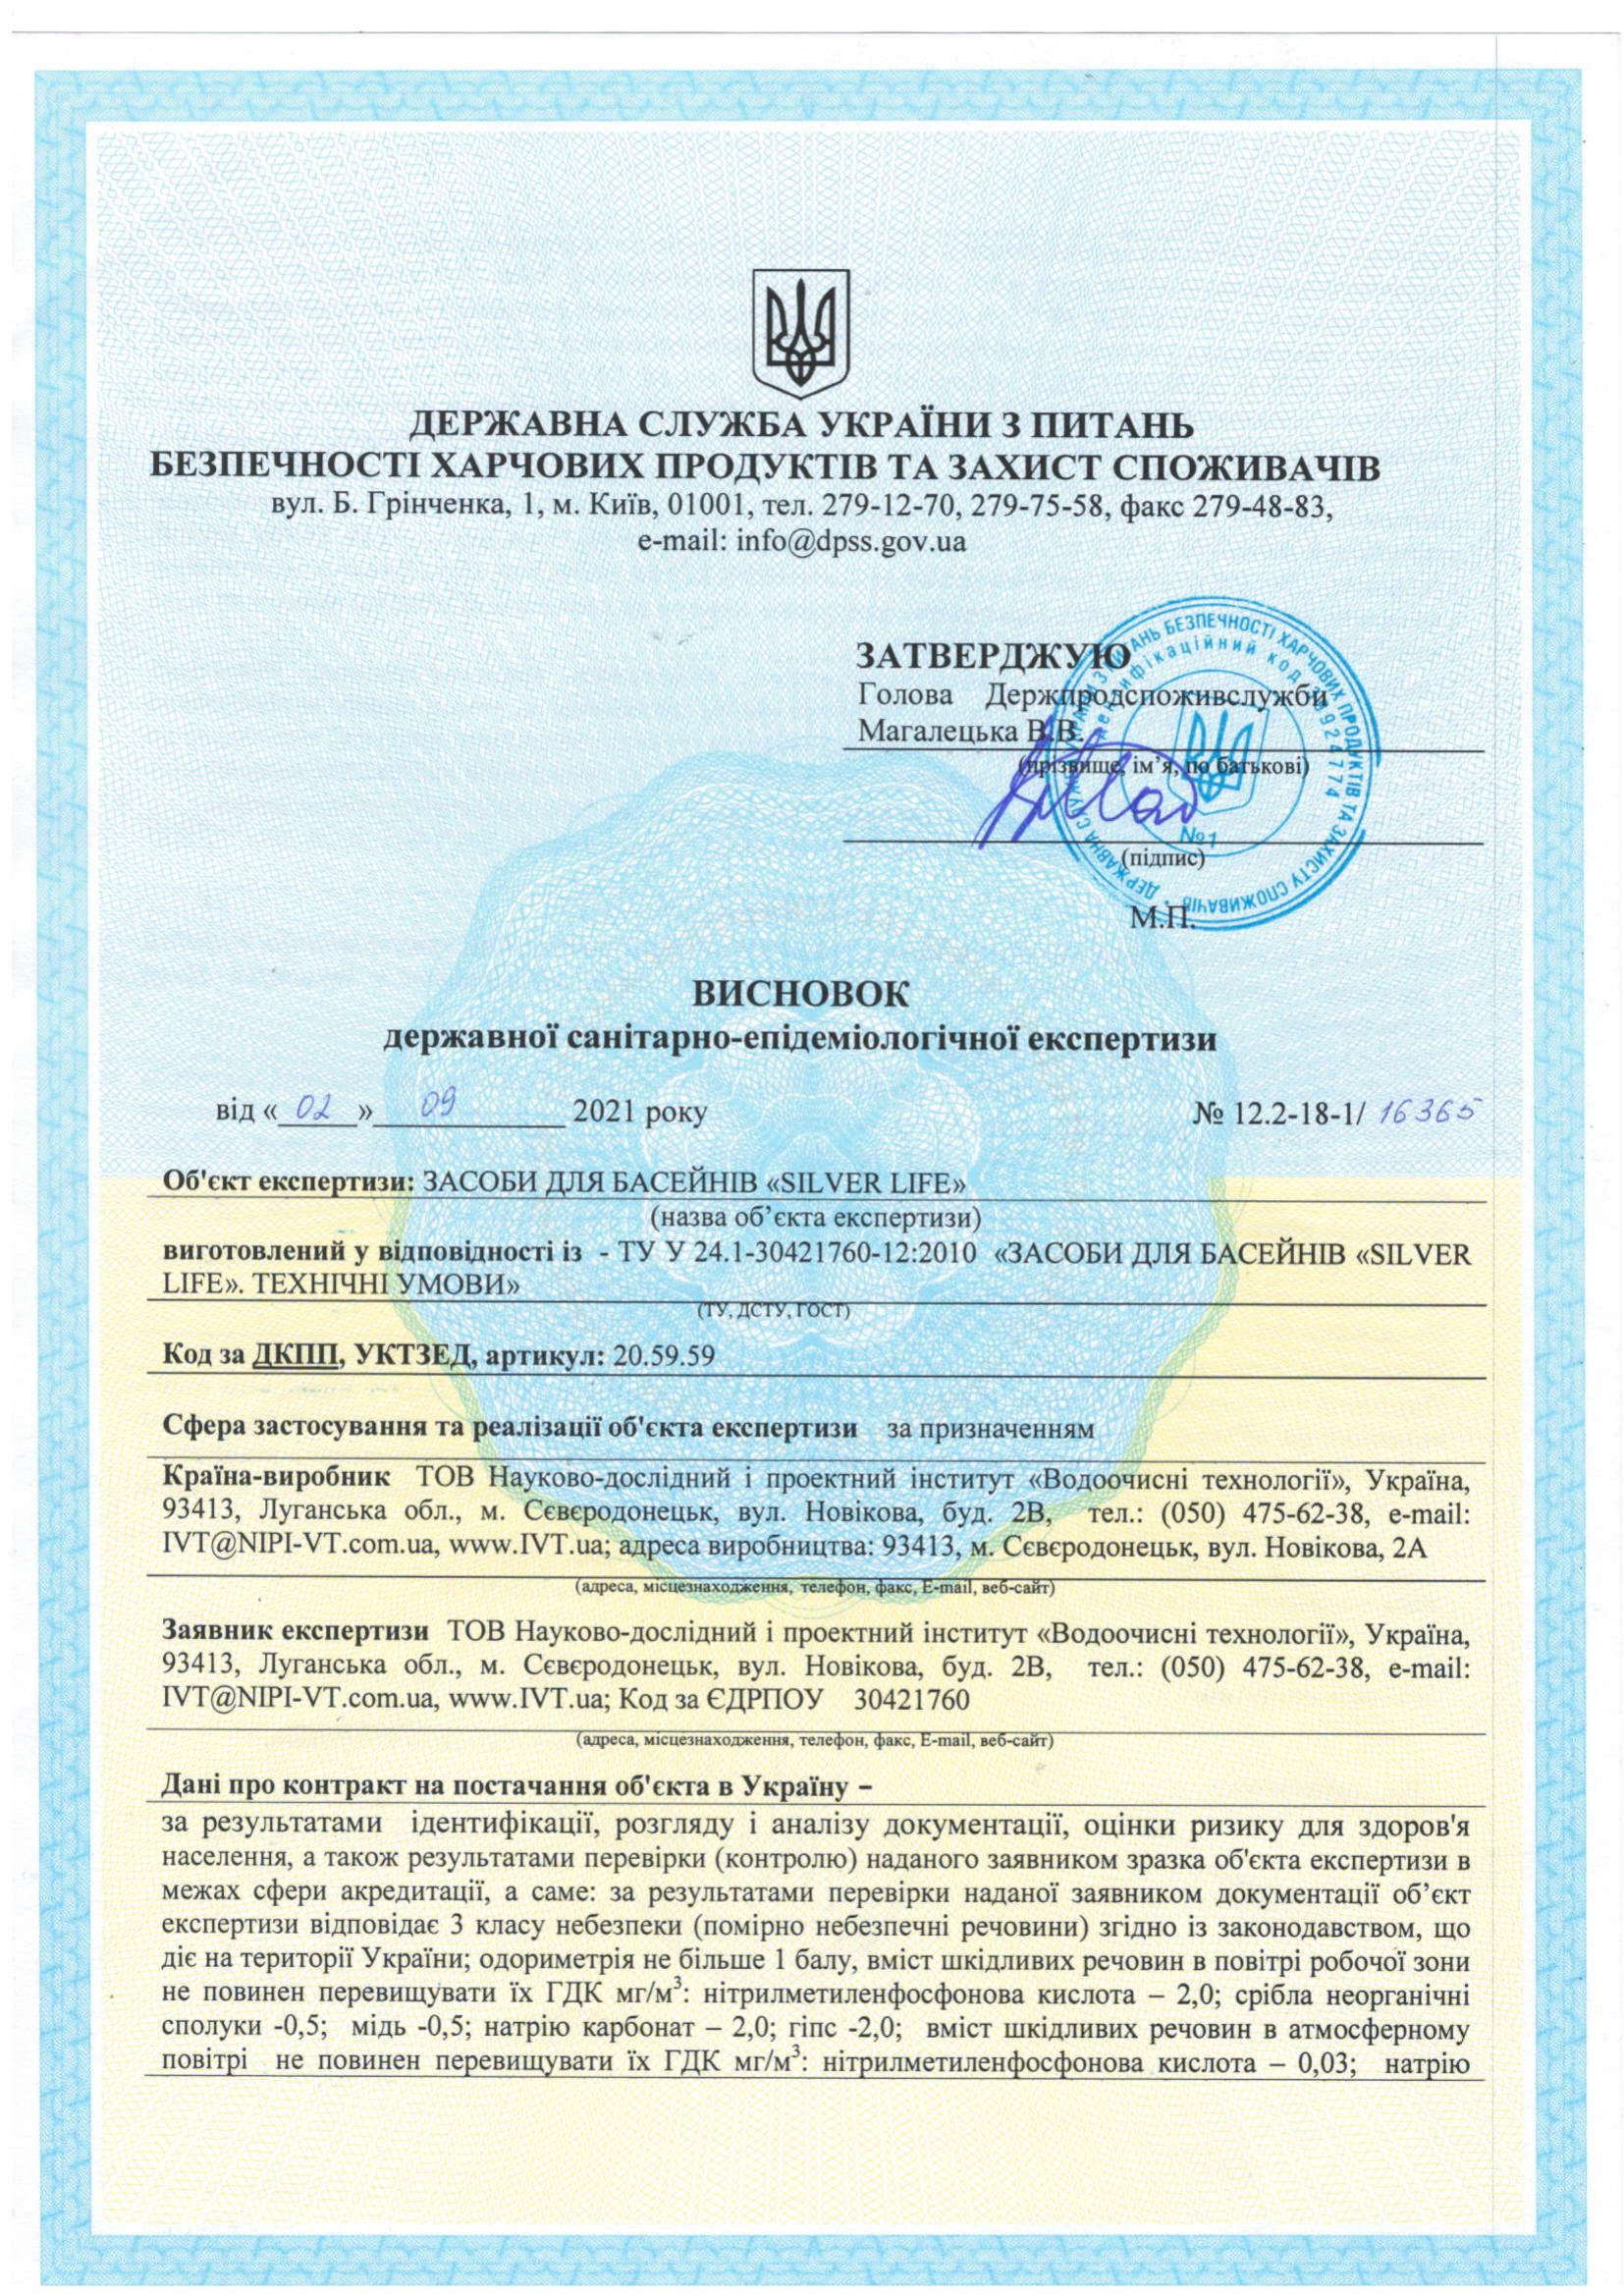 ДЕРЖАВНА СЛУЖБА УКРАЇНИ З ПИТАНЬ
БЕЗПЕЧНОСТІ ХАРЧОВИХ ПРОДУКТІВ ТА ЗАХИСТ СПОЖИВАЧІВ
вул. Б. Грінченка, 1, м. Київ, 01001, тел. 279-12-70, 279-75-58, факс 279-48-83,
e-mail: info@dpss.gov.ua
ЗАТВЕРДЖУЮ
Голова Держпродспоживслужби
Магалецька В.В.
(прізвище, ім’я, по батькові)
(підпис)
М.П.
ДЕРЖАВНА СЛУЖБА УКРАЇНИ З ПИТАНЬ БЕЗПЕЧНОСТІ ХАРЧОВИХ ПРОДУКТІВ ТА ЗАХИСТУ СПОЖИВАЧІВ
ідентифікаційний код 39924774
№1
ВИСНОВОК
державної санітарно-епідеміологічної експертизи
від « 02 » 09 2021 року № 12.2-18-1/ 16365
Об'єкт експертизи: ЗАСОБИ ДЛЯ БАСЕЙНІВ «SILVER LIFE»
(назва об’єкта експертизи)
виготовлений у відповідності із - ТУ У 24.1-30421760-12:2010 «ЗАСОБИ ДЛЯ БАСЕЙНІВ «SILVER
LIFE». ТЕХНІЧНІ УМОВИ»
(ТУ, ДСТУ, ГОСТ)
Код за ДКПП, УКТЗЕД, артикул: 20.59.59
Сфера застосування та реалізації об'єкта експертизи за призначенням
Країна-виробник ТОВ Науково-дослідний і проектний інститут «Водоочисні технології», Україна,
93413, Луганська обл., м. Сєвєродонецьк, вул. Новікова, буд. 2В, тел.: (050) 475-62-38, e-mail:
IVT@NIPI-VT.com.ua, www.IVT.ua; адреса виробництва: 93413, м. Сєвєродонецьк, вул. Новікова, 2А
(адреса, місцезнаходження, телефон, факс, E-mail, веб-сайт)
Заявник експертизи ТОВ Науково-дослідний і проектний інститут «Водоочисні технології», Україна,
93413, Луганська обл., м. Сєвєродонецьк, вул. Новікова, буд. 2В, тел.: (050) 475-62-38, e-mail:
IVT@NIPI-VT.com.ua, www.IVT.ua; Код за ЄДРПОУ 30421760
(адреса, місцезнаходження, телефон, факс, E-mail, веб-сайт)
Дані про контракт на постачання об'єкта в Україну –
за результатами ідентифікації, розгляду і аналізу документації, оцінки ризику для здоров'я
населення, а також результатами перевірки (контролю) наданого заявником зразка об'єкта експертизи в
межах сфери акредитації, а саме: за результатами перевірки наданої заявником документації об’єкт
експертизи відповідає 3 класу небезпеки (помірно небезпечні речовини) згідно із законодавством, що
діє на території України; одориметрія не більше 1 балу, вміст шкідливих речовин в повітрі робочої зони
не повинен перевищувати їх ГДК мг/м³: нітрилметиленфосфонова кислота – 2,0; срібла неорганічні
сполуки -0,5; мідь -0,5; натрію карбонат – 2,0; гіпс -2,0; вміст шкідливих речовин в атмосферному
повітрі не повинен перевищувати їх ГДК мг/м³: нітрилметиленфосфонова кислота – 0,03; натрію